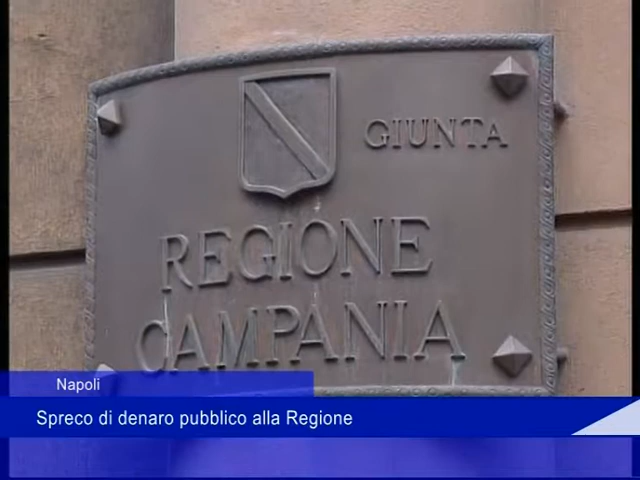 GIUNTA
REGIONE
CAMPANIA
Napoli
Spreco di denaro pubblico alla Regione